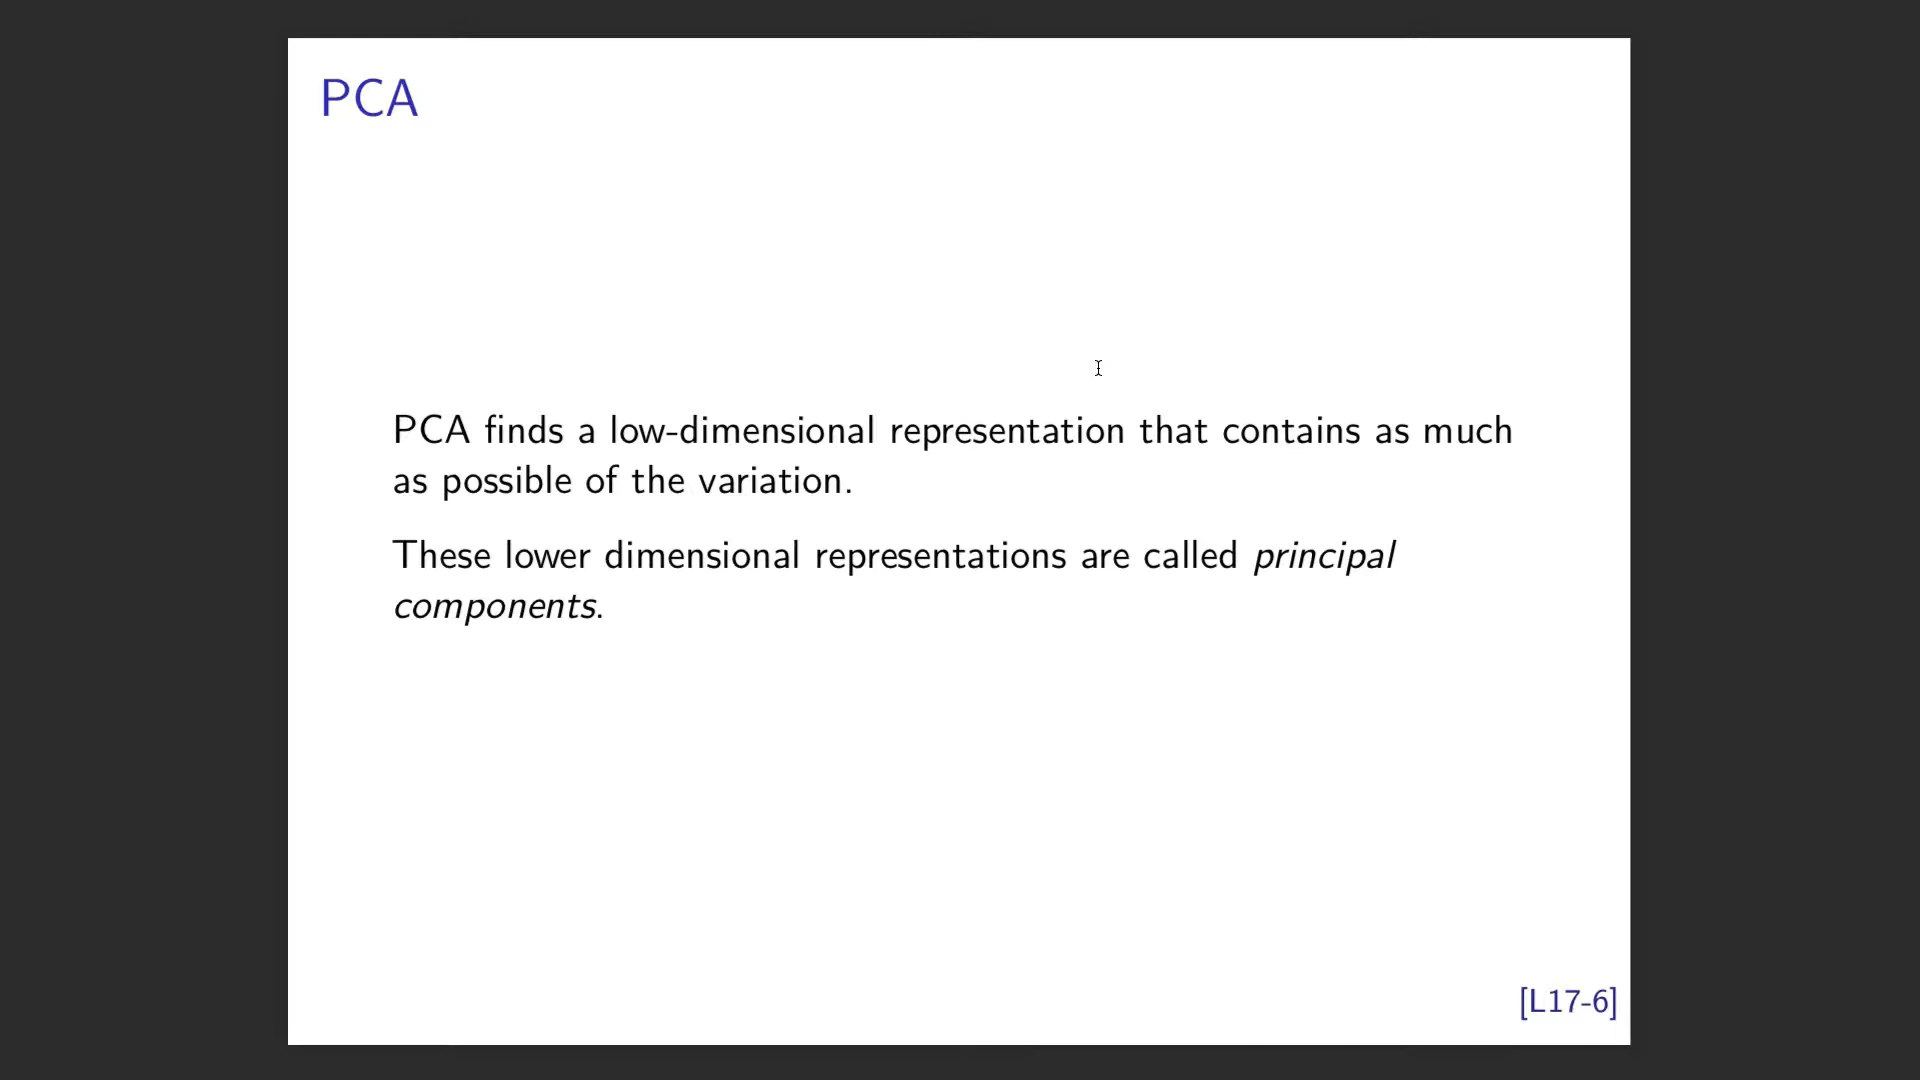 PCA
PCA finds a low-dimensional representation that contains as much
as possible of the variation.
These lower dimensional representations are called principal
components.
[L17-6]